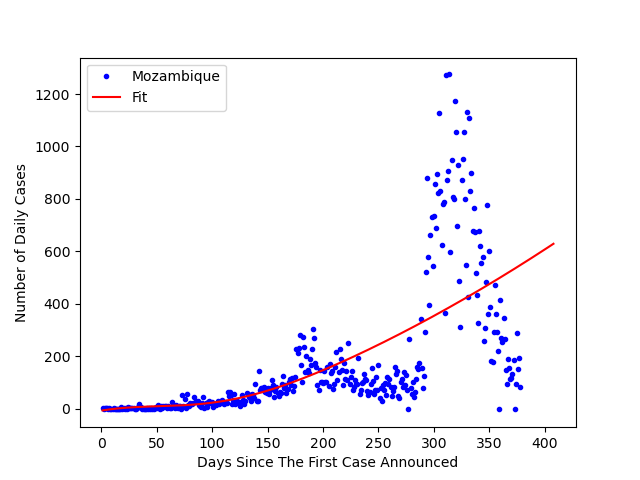 Mozambique
Fit
Number of Daily Cases
1200
1000
800
600
400
200
0
0 50 100 150 200 250 300 350 400
Days Since The First Case Announced